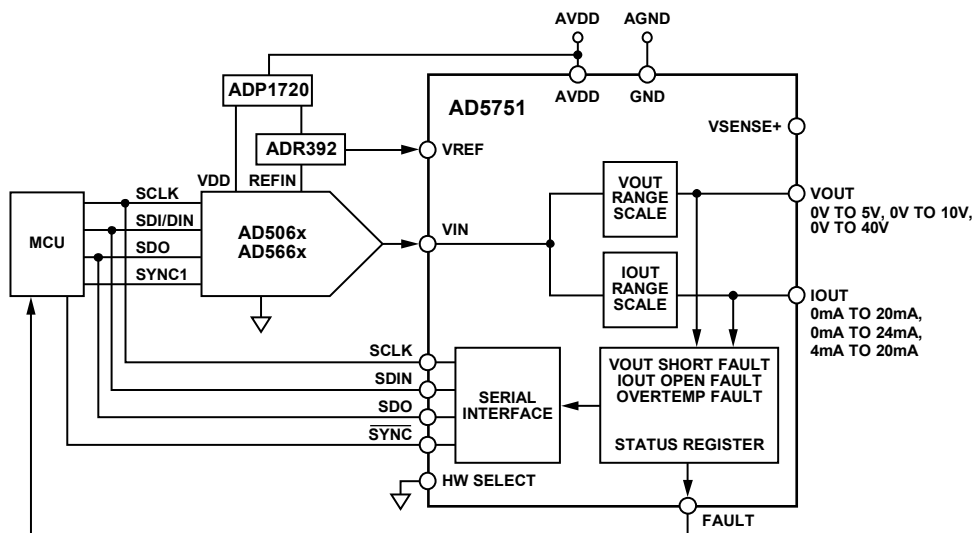 AVDD
AGND
ADP1720
AVDD
GND
AD5751
VSENSE+
ADR392
VREF
VDD
REFIN
SCLK
SDI/DIN
SDO
SYNC1
MCU
AD506x
AD566x
VIN
VOUT
RANGE
SCALE
VOUT
0V TO 5V, 0V TO 10V,
0V TO 40V
IOUT
RANGE
SCALE
IOUT
0mA TO 20mA,
0mA TO 24mA,
4mA TO 20mA
SCLK
SDIN
SDO
SYNC
SERIAL
INTERFACE
VOUT SHORT FAULT
IOUT OPEN FAULT
OVERTEMP FAULT
STATUS REGISTER
HW SELECT
FAULT